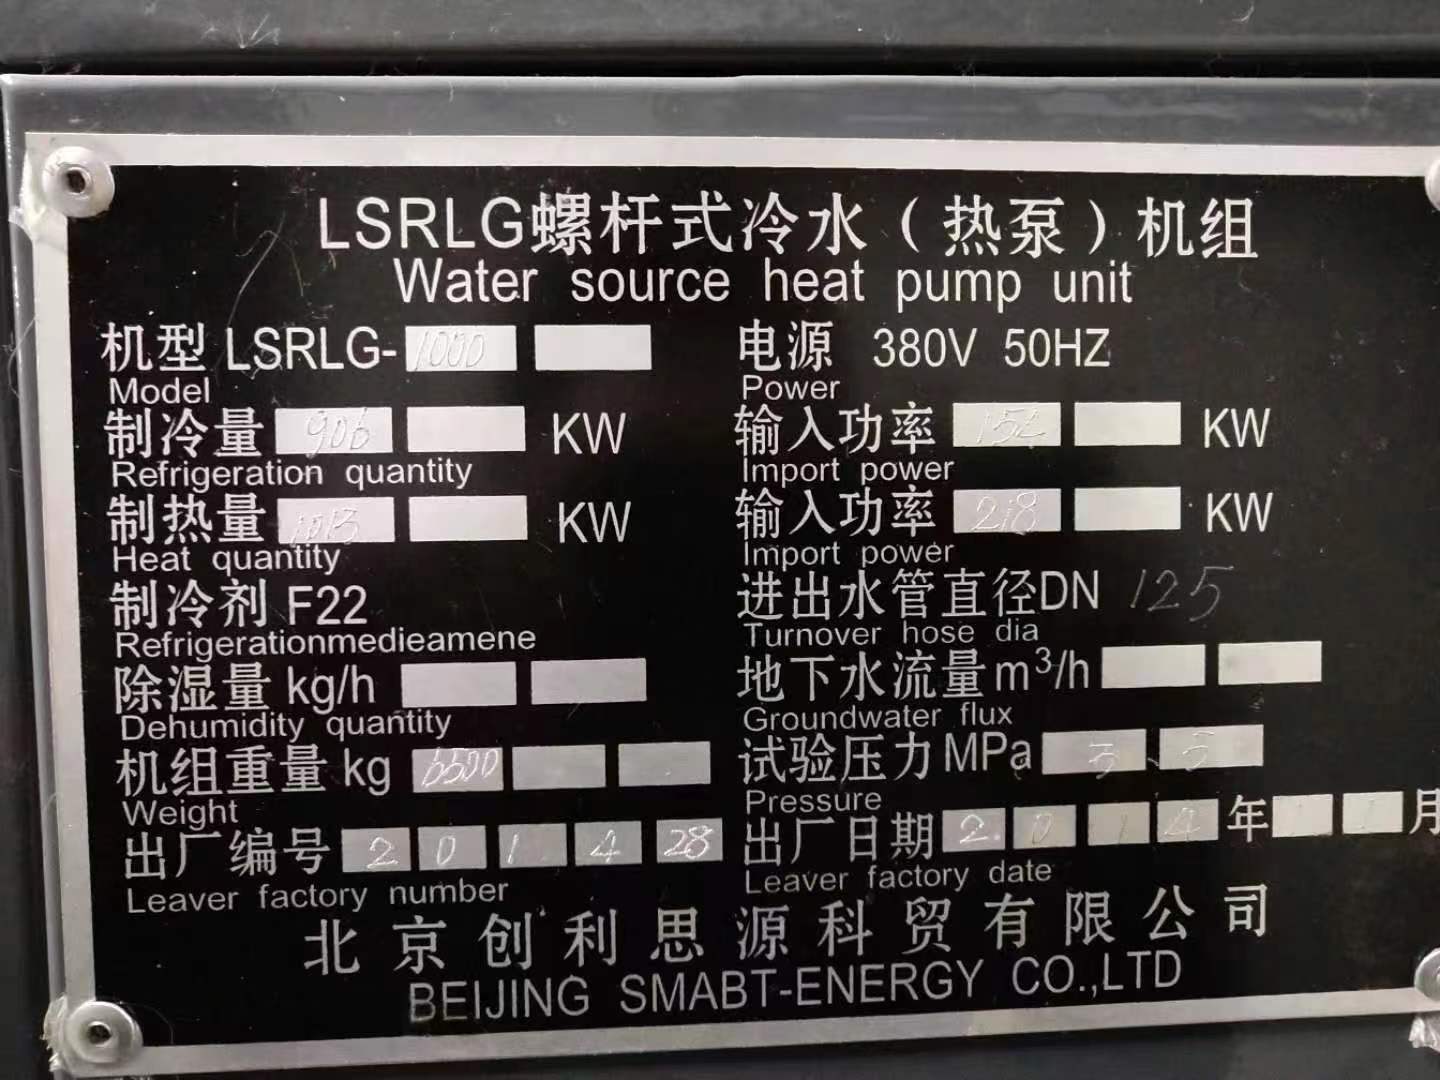 LSRLG螺杆式冷水（热泵）机组
Water source heat pump unit
机型 LSRLG-1000
Model
电源 380V 50HZ
Power
制冷量 906 KW
Refrigeration quantity
输入功率 KW
Import power
制热量 1013 KW
Heat quantity
输入功率 218 KW
Import power
制冷剂 F22
Refrigerationmedieamene
进出水管直径DN 125
Turnover hose dia
除湿量 kg/h
Dehumidity quantity
地下水流量 m³/h
Groundwater flux
机组重量 kg 6500
Weight
试验压力 MPa 3.5
Pressure
出厂编号 2 0 1 4 28
Leaver factory number
出厂日期 2.0 1 4 年 1 1 月
Leaver factory date
北京创利思源科贸有限公司
BEIJING SMABT-ENERGY CO.,LTD